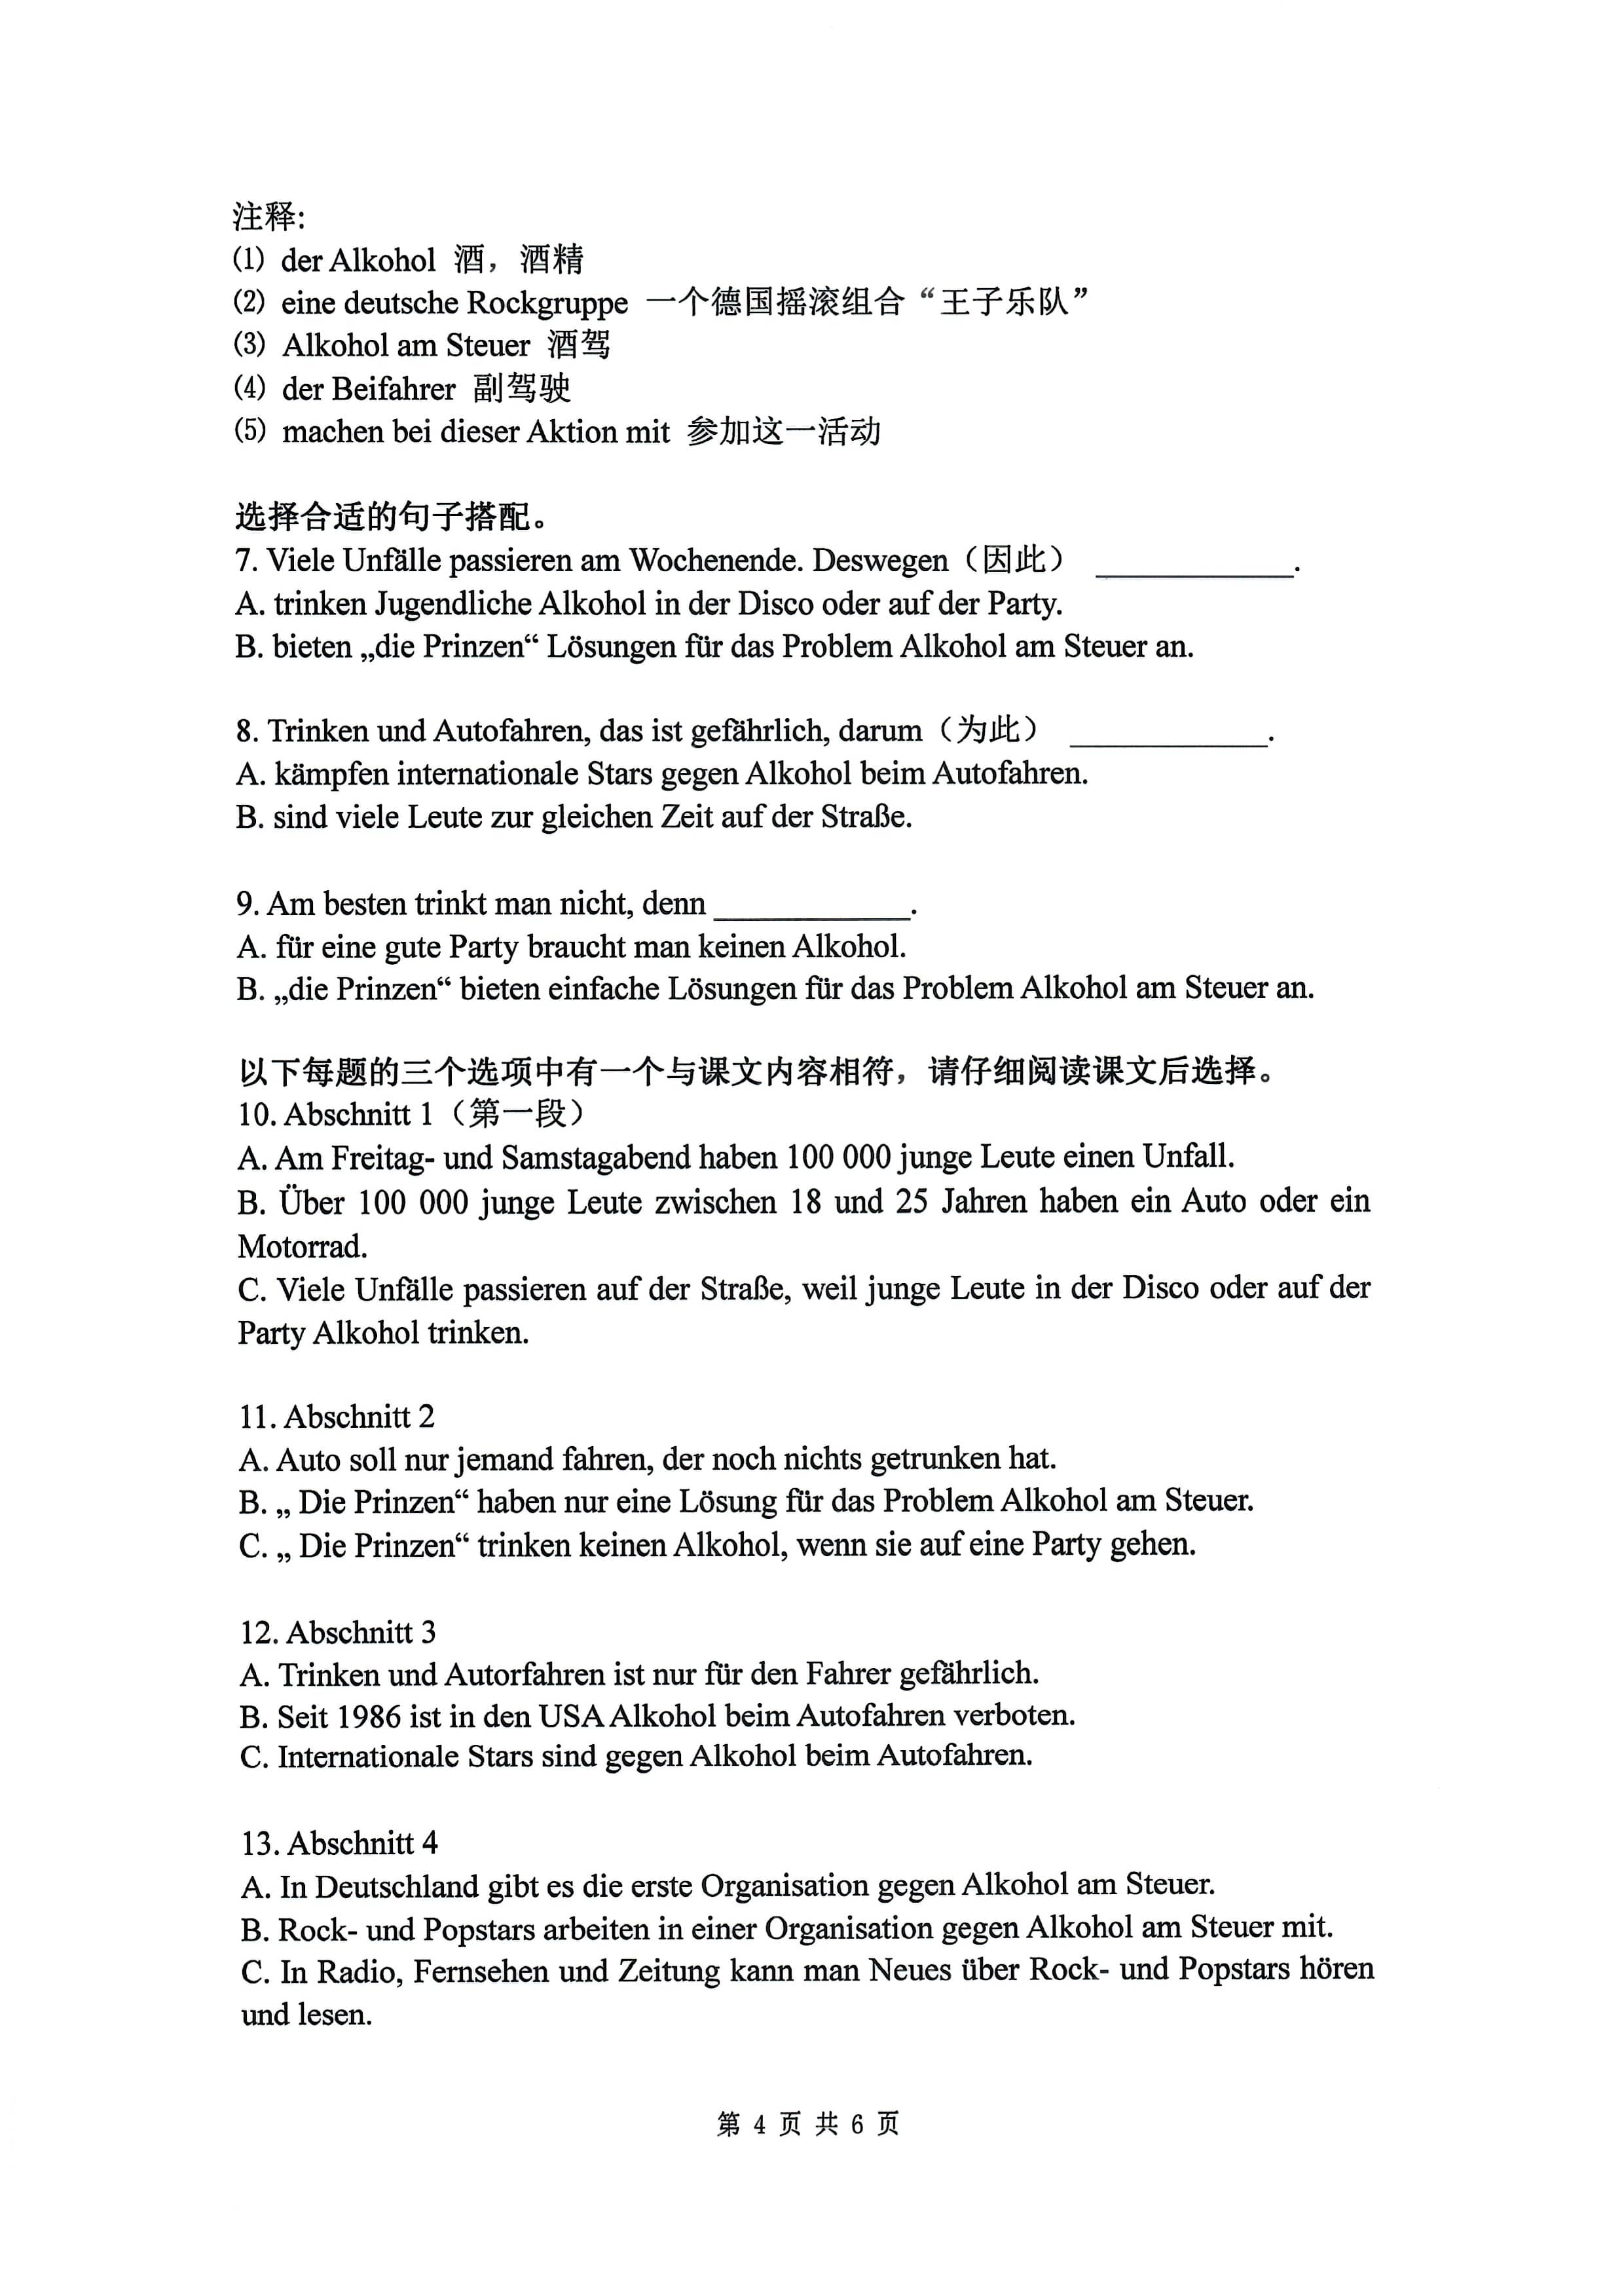 注释:
⑴ der Alkohol 酒，酒精
⑵ eine deutsche Rockgruppe 一个德国摇滚组合“王子乐队”
⑶ Alkohol am Steuer 酒驾
⑷ der Beifahrer 副驾驶
⑸ machen bei dieser Aktion mit 参加这一活动
选择合适的句子搭配。
7. Viele Unfälle passieren am Wochenende. Deswegen（因此） ____________.
A. trinken Jugendliche Alkohol in der Disco oder auf der Party.
B. bieten „die Prinzen“ Lösungen für das Problem Alkohol am Steuer an.
8. Trinken und Autofahren, das ist gefährlich, darum（为此） ____________.
A. kämpfen internationale Stars gegen Alkohol beim Autofahren.
B. sind viele Leute zur gleichen Zeit auf der Straße.
9. Am besten trinkt man nicht, denn ____________.
A. für eine gute Party braucht man keinen Alkohol.
B. „die Prinzen“ bieten einfache Lösungen für das Problem Alkohol am Steuer an.
以下每题的三个选项中有一个与课文内容相符，请仔细阅读课文后选择。
10. Abschnitt 1（第一段）
A. Am Freitag- und Samstagabend haben 100 000 junge Leute einen Unfall.
B. Über 100 000 junge Leute zwischen 18 und 25 Jahren haben ein Auto oder ein
Motorrad.
C. Viele Unfälle passieren auf der Straße, weil junge Leute in der Disco oder auf der
Party Alkohol trinken.
11. Abschnitt 2
A. Auto soll nur jemand fahren, der noch nichts getrunken hat.
B. „ Die Prinzen“ haben nur eine Lösung für das Problem Alkohol am Steuer.
C. „ Die Prinzen“ trinken keinen Alkohol, wenn sie auf eine Party gehen.
12. Abschnitt 3
A. Trinken und Autorfahren ist nur für den Fahrer gefährlich.
B. Seit 1986 ist in den USA Alkohol beim Autofahren verboten.
C. Internationale Stars sind gegen Alkohol beim Autofahren.
13. Abschnitt 4
A. In Deutschland gibt es die erste Organisation gegen Alkohol am Steuer.
B. Rock- und Popstars arbeiten in einer Organisation gegen Alkohol am Steuer mit.
C. In Radio, Fernsehen und Zeitung kann man Neues über Rock- und Popstars hören
und lesen.
第 4 页 共 6 页